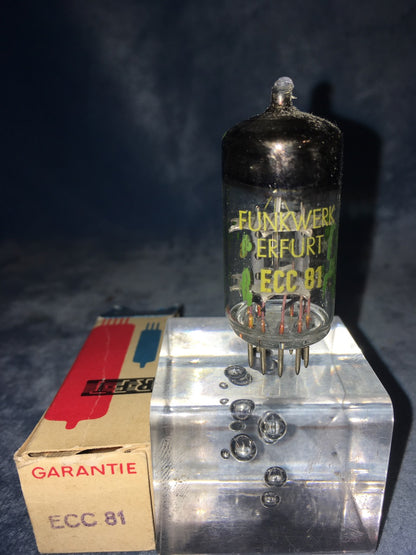 FUNKWERK
ERFURT
ECC 81
GARANTIE
ECC 81